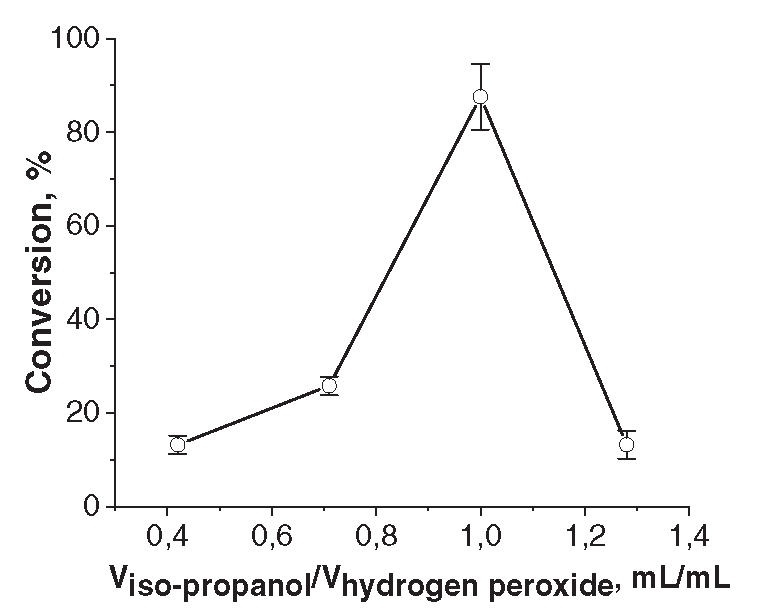 100
80
60
40
20
0
Conversion, %
0,4 0,6 0,8 1,0 1,2 1,4
Viso-propanol/Vhydrogen peroxide, mL/mL